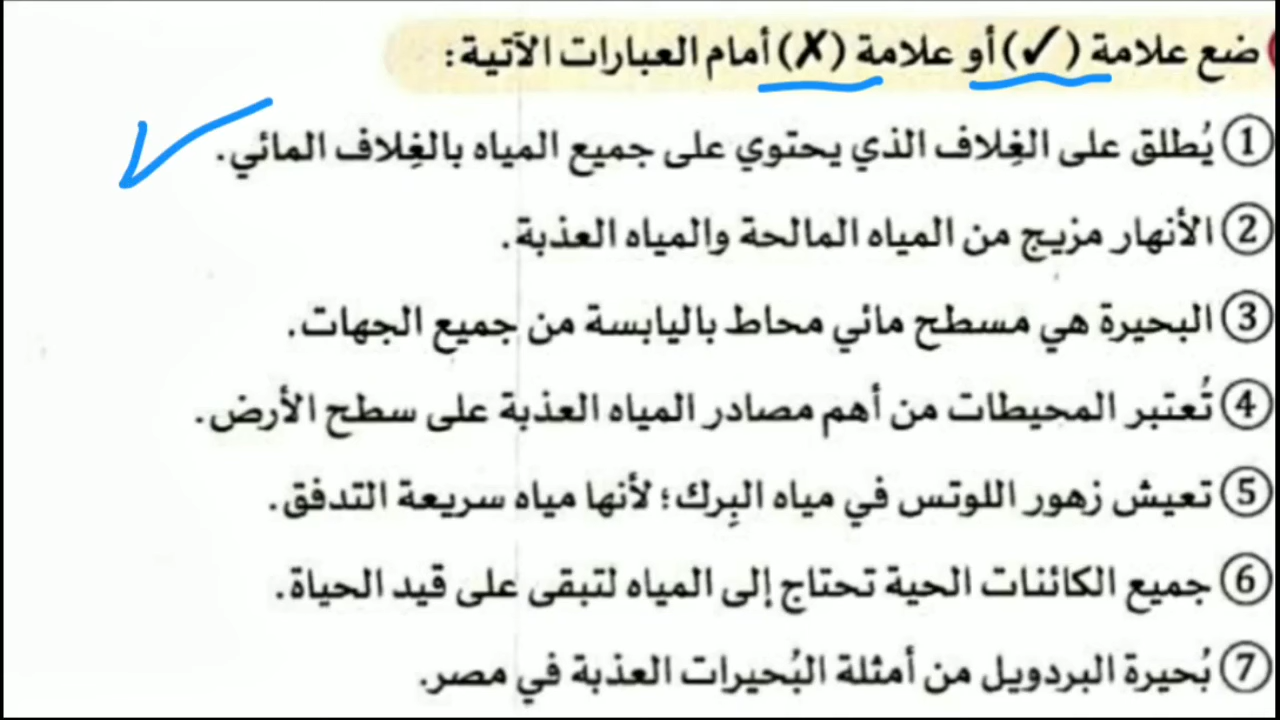 ضع علامة (✓) أو علامة (✗) أمام العبارات الآتية:
① يُطلق على الغِلاف الذي يحتوي على جميع المياه بالغِلاف المائي. ✓
② الأنهار مزيج من المياه المالحة والمياه العذبة.
③ البحيرة هي مسطح مائي محاط باليابسة من جميع الجهات.
④ تُعتبر المحيطات من أهم مصادر المياه العذبة على سطح الأرض.
⑤ تعيش زهور اللوتس في مياه البِرك؛ لأنها مياه سريعة التدفق.
⑥ جميع الكائنات الحية تحتاج إلى المياه لتبقى على قيد الحياة.
⑦ بُحيرة البردويل من أمثلة البُحيرات العذبة في مصر.